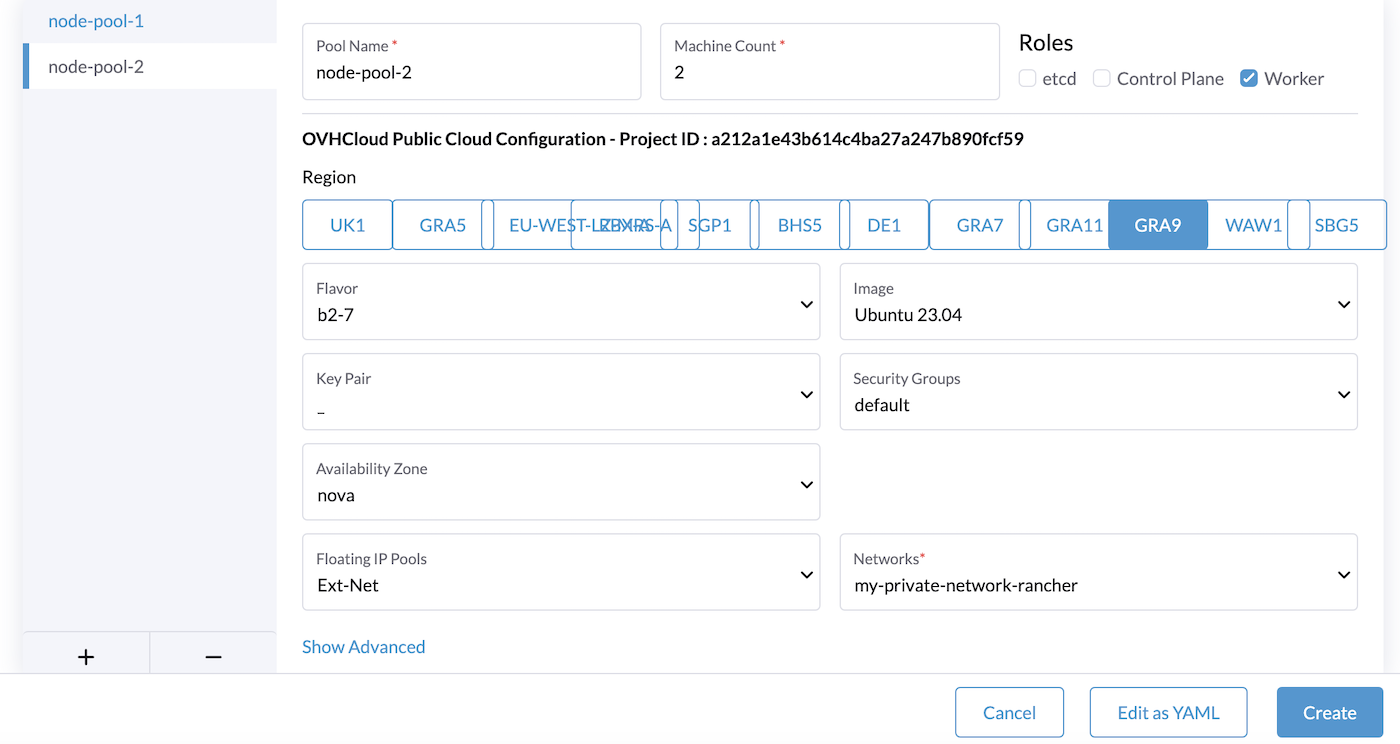 node-pool-1
node-pool-2
Pool Name *
node-pool-2
Machine Count *
2
Roles
etcd Control Plane Worker
OVHCloud Public Cloud Configuration - Project ID : a212a1e43b614c4ba27a247b890fcf59
Region
UK1 GRA5 EU-WEST-LZ-MRS-A SGP1 BHS5 DE1 GRA7 GRA11 GRA9 WAW1 SBG5
Flavor
b2-7
Image
Ubuntu 23.04
Key Pair
_
Security Groups
default
Availability Zone
nova
Floating IP Pools
Ext-Net
Networks*
my-private-network-rancher
Show Advanced
+ −
Cancel Edit as YAML Create